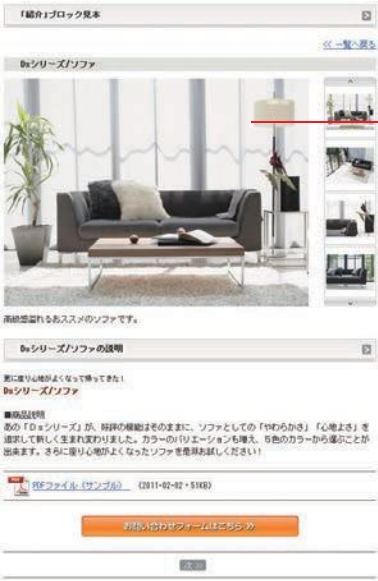 「紹介」ブロック見本
<< 一覧へ戻る
Dsシリーズ/ソファ
高級感溢れるおススメのソファです。
Dsシリーズ/ソファの説明
更に座り心地がよくなって帰ってきた!
Dsシリーズ/ソファ
■商品説明
あの「Dsシリーズ」が、好評の機能はそのままに、ソファとしての「やわらかさ」「心地よさ」を
追求して新しく生まれ変わりました。カラーのバリエーションも増え、5色のカラーから選ぶことが
出来ます。さらに座り心地がよくなったソファを是非お試しください!
PDFファイル (サンプル) (2011-02-02・51KB)
お問い合わせフォームはこちら >>
次 >>